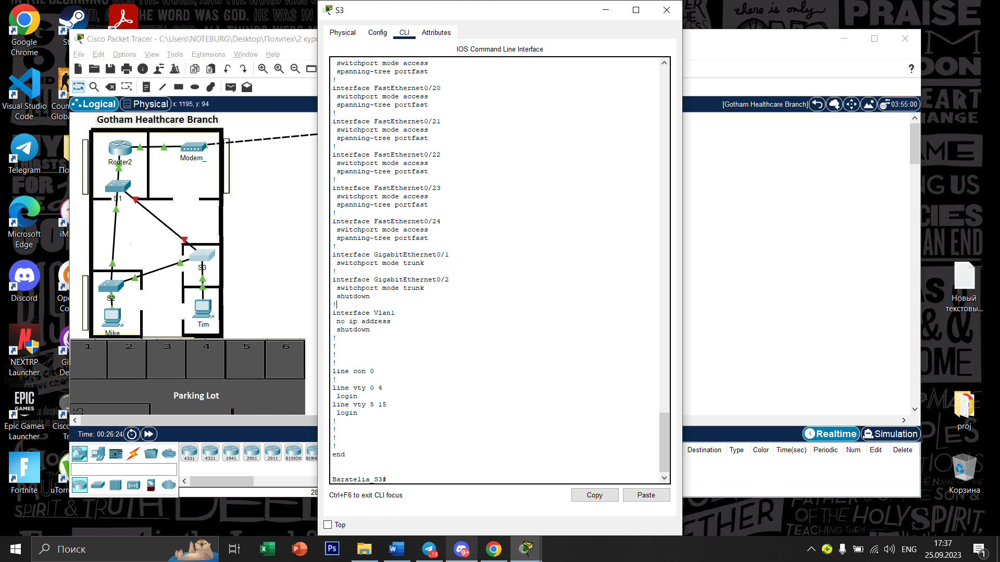 Google
Chrome
Visual Studio
Code
Telegram
Microsoft
Edge
Discord
NEXTRP
Launcher
EPIC
GAMES
Epic Games
Launcher
Fortnite
uTorr
S3
Physical
Config
CLI
Attributes
IOS Command Line Interface
switchport mode access
spanning-tree portfast
!
interface FastEthernet0/20
switchport mode access
spanning-tree portfast
!
interface FastEthernet0/21
switchport mode access
spanning-tree portfast
!
interface FastEthernet0/22
switchport mode access
spanning-tree portfast
!
interface FastEthernet0/23
switchport mode access
spanning-tree portfast
!
interface FastEthernet0/24
switchport mode access
spanning-tree portfast
!
interface GigabitEthernet0/1
switchport mode trunk
!
interface GigabitEthernet0/2
switchport mode trunk
shutdown
!
interface Vlan1
no ip address
shutdown
!
!
!
!
line con 0
!
line vty 0 4
login
line vty 5 15
login
!
!
!
!
end
Baratelia_S3#
Ctrl+F6 to exit CLI focus
Copy
Paste
Top
Cisco Packet Tracer - C:\Users\NOTEBURG\Desktop\Политех\2 курс
File Edit Options View Tools Extensions Window Help
Logical
Physical
x: 1195, y: 94
[Gotham Healthcare Branch]
03:55:00
Gotham Healthcare Branch
Router2
Modem_
S1
S3
S2
Mike
Tim
1 2 3 4 5 6
Parking Lot
Time: 00:26:24
Realtime
Simulation
4331 4321 1941 2901 2911 819IOX 819HG
28
Destination Type Color Time(sec) Periodic Num Edit Delete
Новый
текстовы...
proj
Корзина
Поиск
..19
9+
ENG
17:37
25.09.2023
1